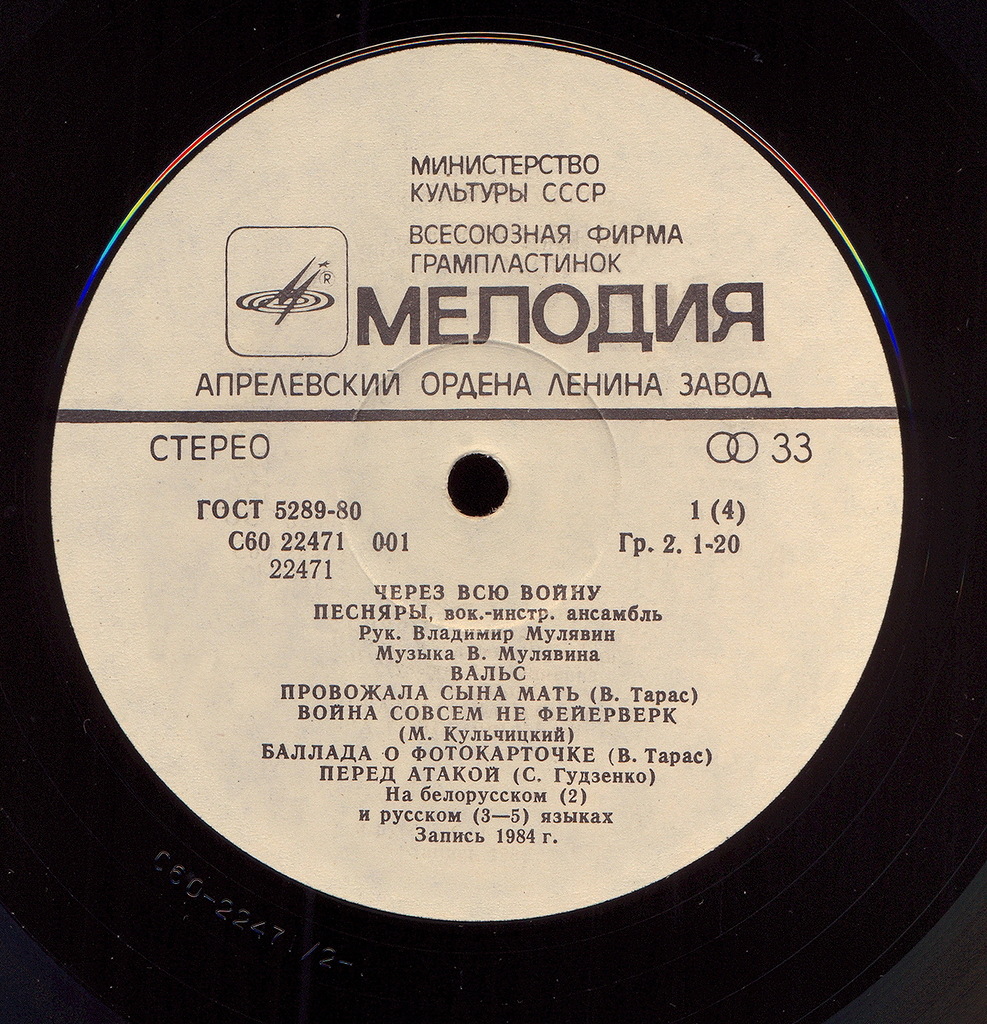 МИНИСТЕРСТВО
КУЛЬТУРЫ СССР
ВСЕСОЮЗНАЯ ФИРМА
ГРАМПЛАСТИНОК
®
МЕЛОДИЯ
АПРЕЛЕВСКИЙ ОРДЕНА ЛЕНИНА ЗАВОД
СТЕРЕО
33
ГОСТ 5289-80
1 (4)
С60 22471 001
Гр. 2. 1-20
22471
ЧЕРЕЗ ВСЮ ВОЙНУ
ПЕСНЯРЫ, вок.-инстр. ансамбль
Рук. Владимир Мулявин
Музыка В. Мулявина
ВАЛЬС
ПРОВОЖАЛА СЫНА МАТЬ (В. Тарас)
ВОЙНА СОВСЕМ НЕ ФЕЙЕРВЕРК
(М. Кульчицкий)
БАЛЛАДА О ФОТОКАРТОЧКЕ (В. Тарас)
ПЕРЕД АТАКОЙ (С. Гудзенко)
На белорусском (2)
и русском (3—5) языках
Запись 1984 г.